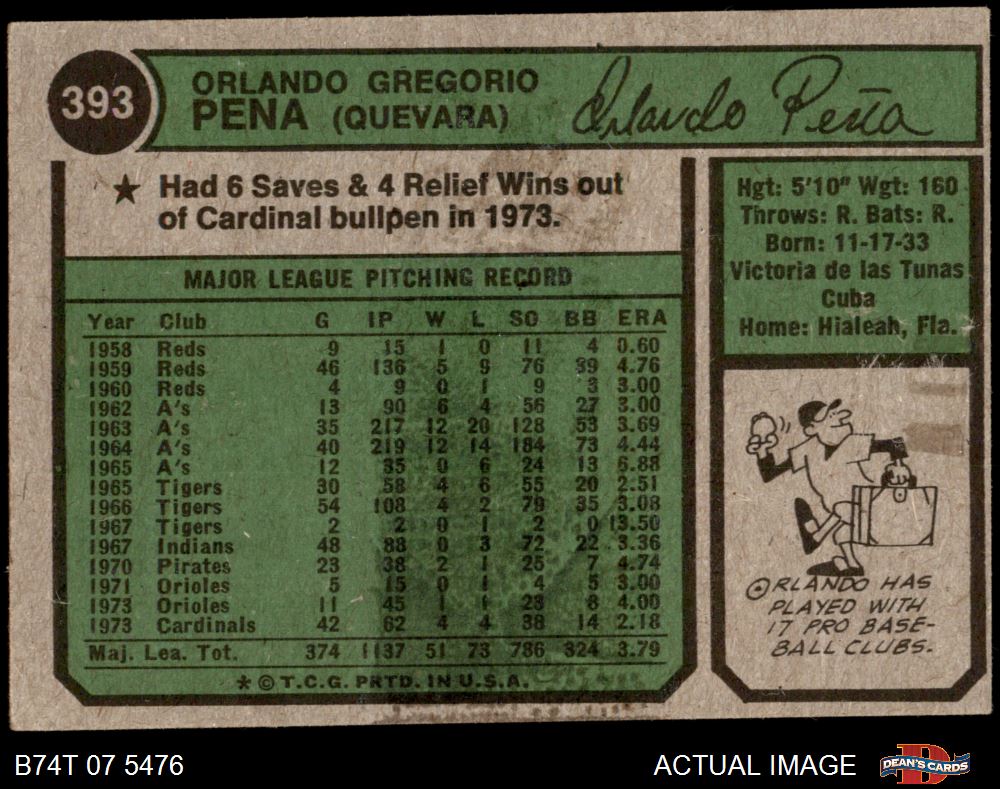 393
ORLANDO GREGORIO
PENA (QUEVARA)
Orlando Peña
★ Had 6 Saves & 4 Relief Wins out
of Cardinal bullpen in 1973.
MAJOR LEAGUE PITCHING RECORD
Year Club G IP W L SO BB ERA
1958 Reds 9 15 1 0 11 4 0.60
1959 Reds 46 136 5 9 76 39 4.76
1960 Reds 4 9 0 1 9 3 3.00
1962 A's 13 90 6 4 56 27 3.00
1963 A's 35 217 12 20 128 53 3.69
1964 A's 40 219 12 14 184 73 4.44
1965 A's 12 35 0 6 24 13 6.88
1965 Tigers 30 58 4 6 55 20 2.51
1966 Tigers 54 108 4 2 79 35 3.08
1967 Tigers 2 2 0 1 2 0 13.50
1967 Indians 48 88 0 3 72 22 3.36
1970 Pirates 23 38 2 1 25 7 4.74
1971 Orioles 5 15 0 1 4 5 3.00
1973 Orioles 11 45 1 1 23 8 4.00
1973 Cardinals 42 62 4 4 38 14 2.18
Maj. Lea. Tot. 374 1137 51 73 786 324 3.79
* © T.C.G. PRTD. IN U.S.A.
Hgt: 5'10" Wgt: 160
Throws: R. Bats: R.
Born: 11-17-33
Victoria de las Tunas
Cuba
Home: Hialeah, Fla.
ORLANDO HAS
PLAYED WITH
17 PRO BASE-
BALL CLUBS.
B74T 07 5476
ACTUAL IMAGE
DEAN'S CARDS